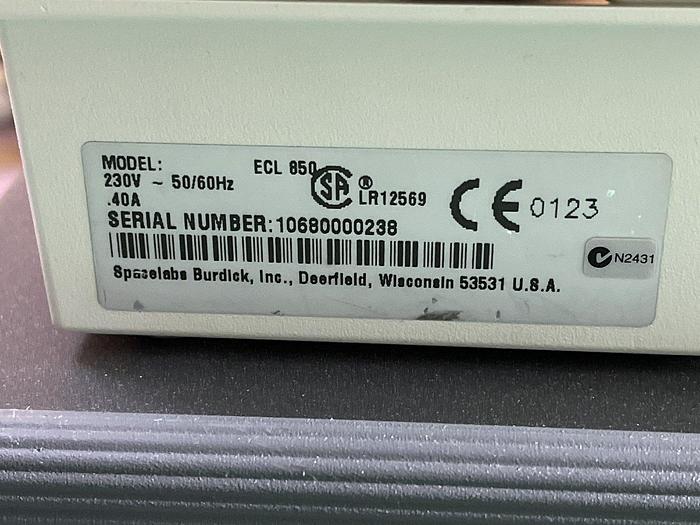 MODEL: ECL 850
230V ~ 50/60Hz
.40A
SA ® LR12569
CE 0123
SERIAL NUMBER: 10680000238
N2431
Spacelabs Burdick, Inc., Deerfield, Wisconsin 53531 U.S.A.